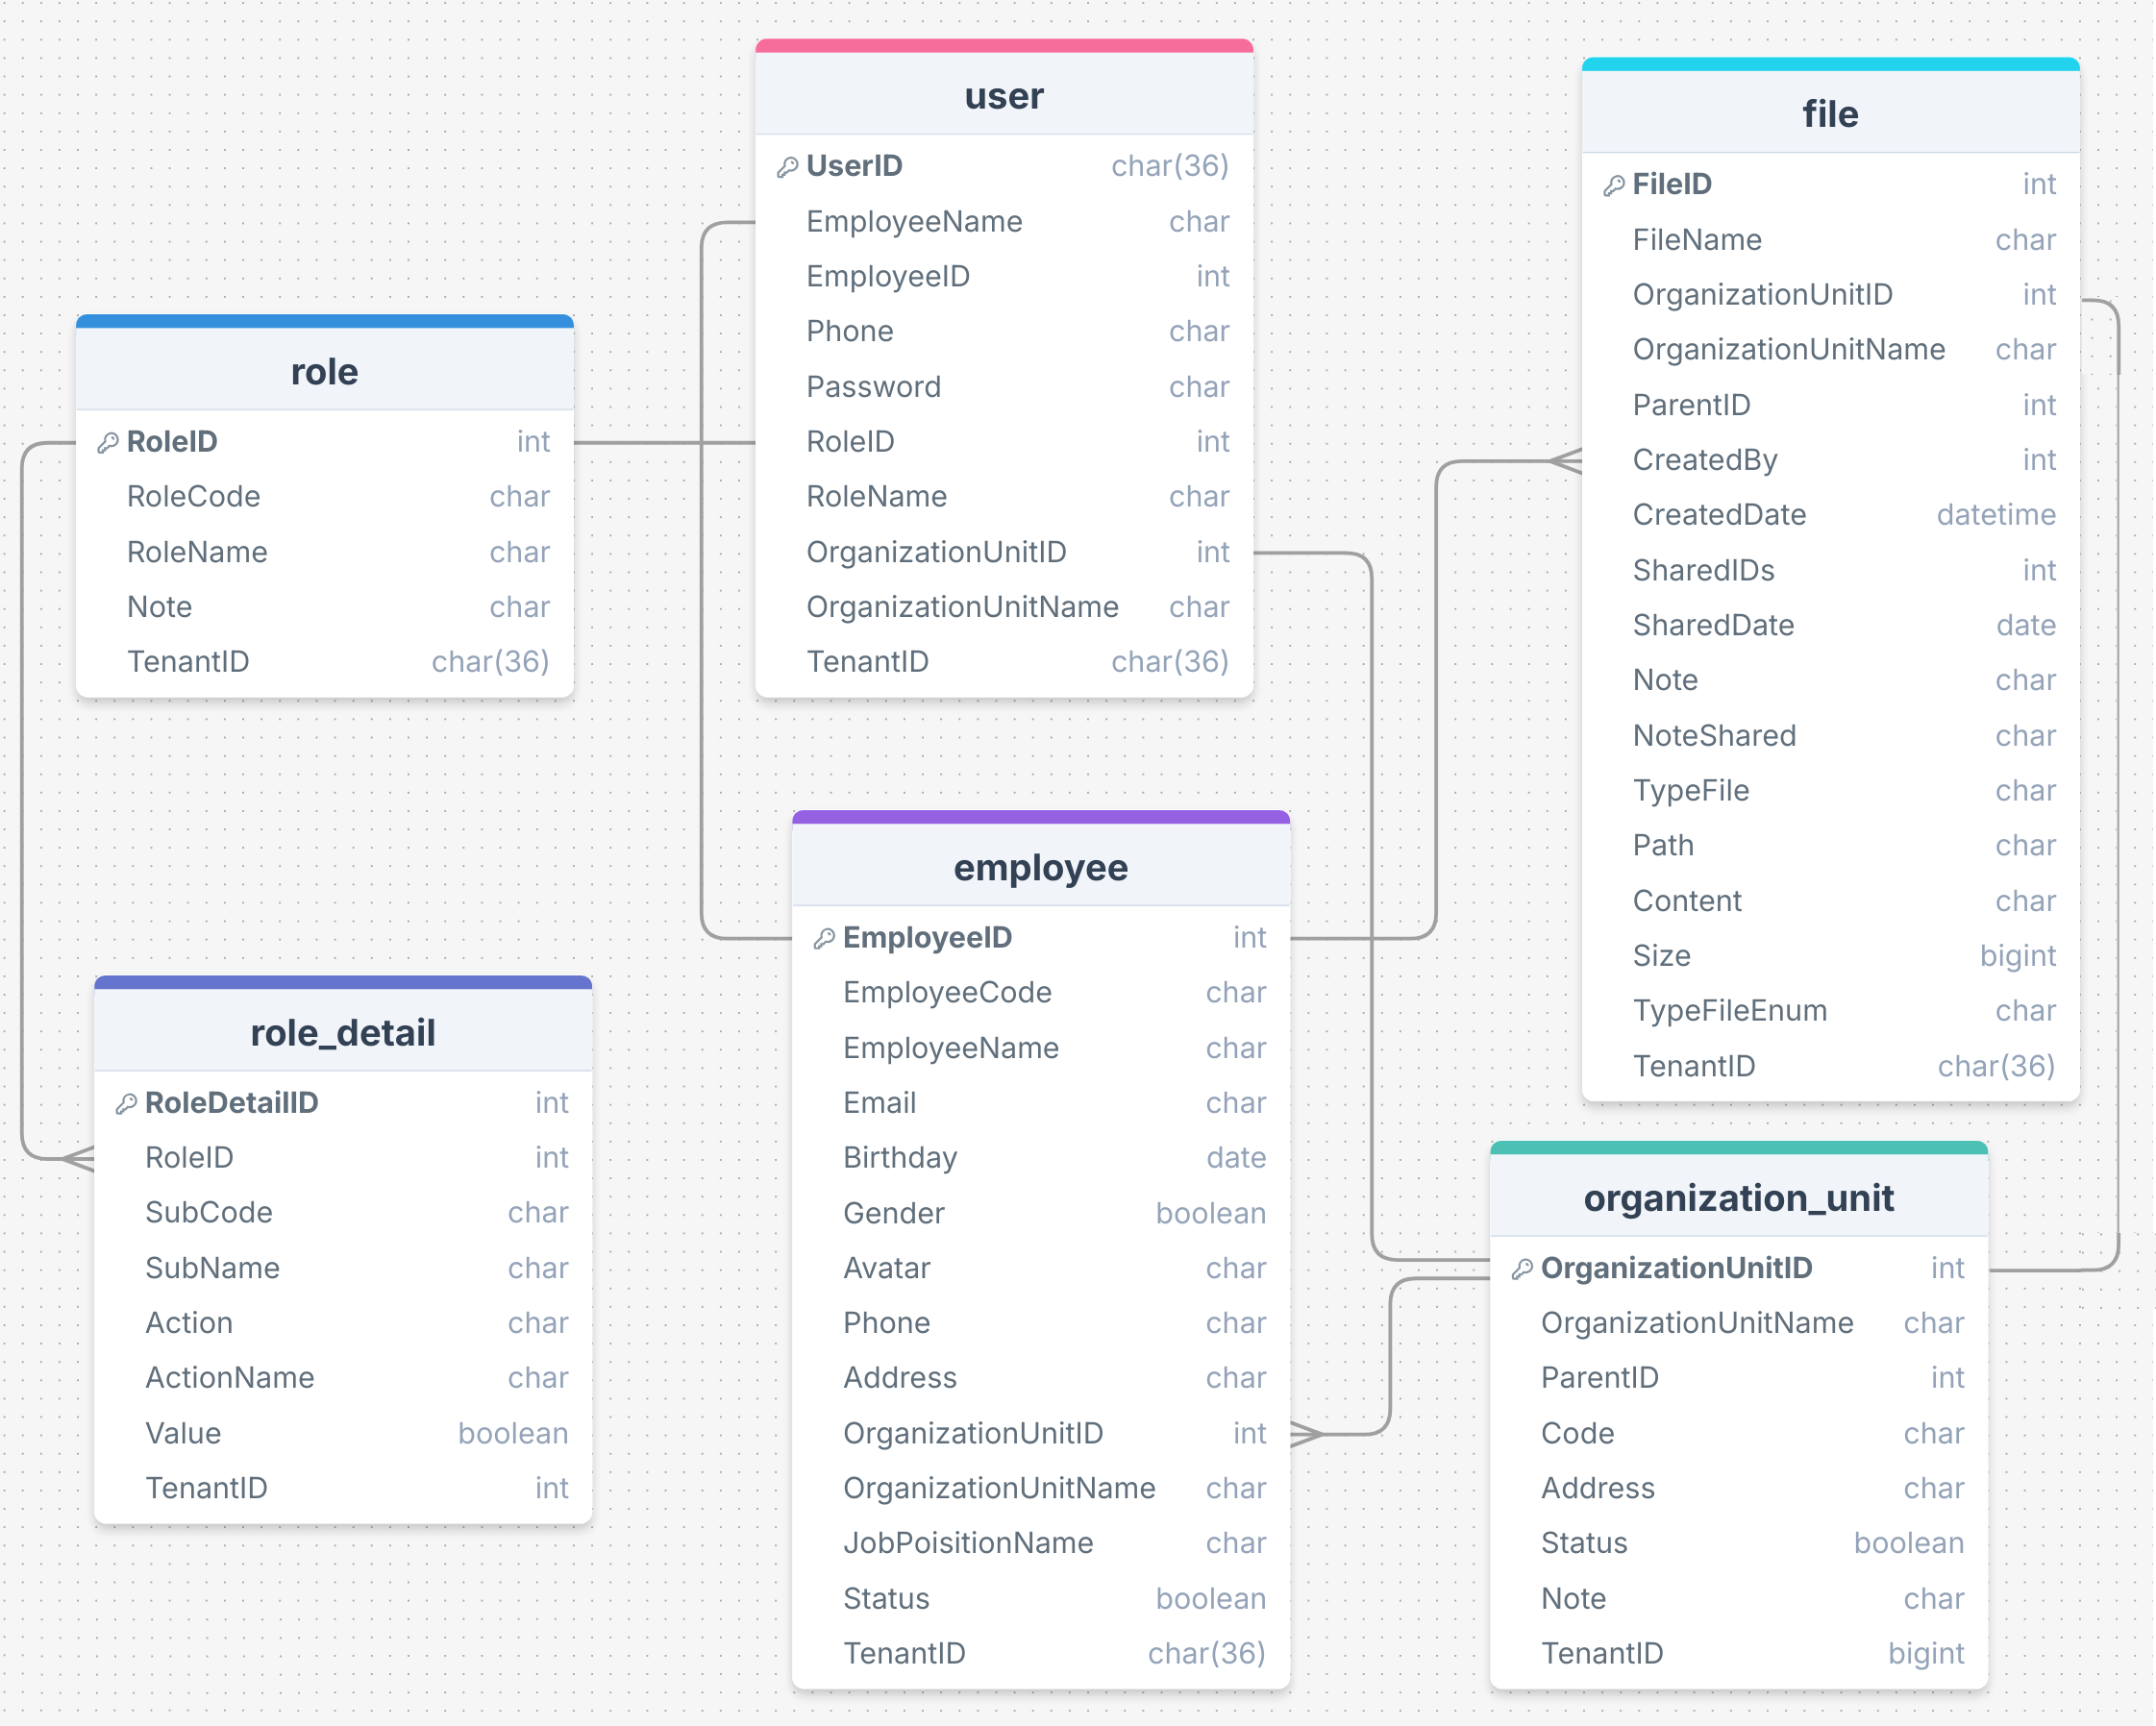 user
UserID char(36)
EmployeeName char
EmployeeID int
Phone char
Password char
RoleID int
RoleName char
OrganizationUnitID int
OrganizationUnitName char
TenantID char(36)
file
FileID int
FileName char
OrganizationUnitID int
OrganizationUnitName char
ParentID int
CreatedBy int
CreatedDate datetime
SharedIDs int
SharedDate date
Note char
NoteShared char
TypeFile char
Path char
Content char
Size bigint
TypeFileEnum char
TenantID char(36)
role
RoleID int
RoleCode char
RoleName char
Note char
TenantID char(36)
employee
EmployeeID int
EmployeeCode char
EmployeeName char
Email char
Birthday date
Gender boolean
Avatar char
Phone char
Address char
OrganizationUnitID int
OrganizationUnitName char
JobPoisitionName char
Status boolean
TenantID char(36)
role_detail
RoleDetailID int
RoleID int
SubCode char
SubName char
Action char
ActionName char
Value boolean
TenantID int
organization_unit
OrganizationUnitID int
OrganizationUnitName char
ParentID int
Code char
Address char
Status boolean
Note char
TenantID bigint